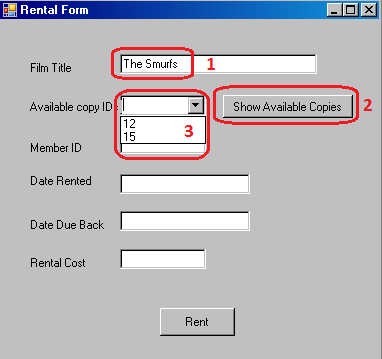 Rental Form
Film Title The Smurfs 1
Available copy ID: Show Available Copies 2
12
15 3
Member ID
Date Rented
Date Due Back
Rental Cost
Rent